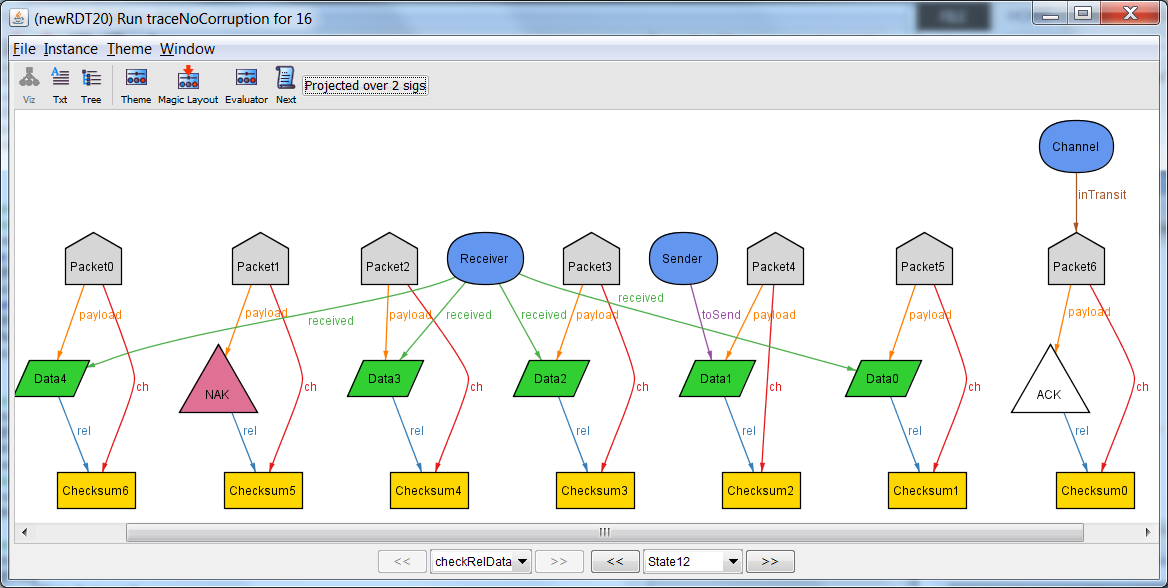 (newRDT20) Run traceNoCorruption for 16
File Instance Theme Window
Viz Txt Tree Theme Magic Layout Evaluator Next Projected over 2 sigs
Channel
inTransit
Packet0 Packet1 Packet2 Receiver Packet3 Sender Packet4 Packet5 Packet6
received
payload received payload payload received received payload toSend payload payload payload
Data4 NAK Data3 Data2 Data1 Data0 ACK
ch ch ch ch ch ch ch
rel rel rel rel rel rel rel
Checksum6 Checksum5 Checksum4 Checksum3 Checksum2 Checksum1 Checksum0
<< checkRelData >> << State12 >>